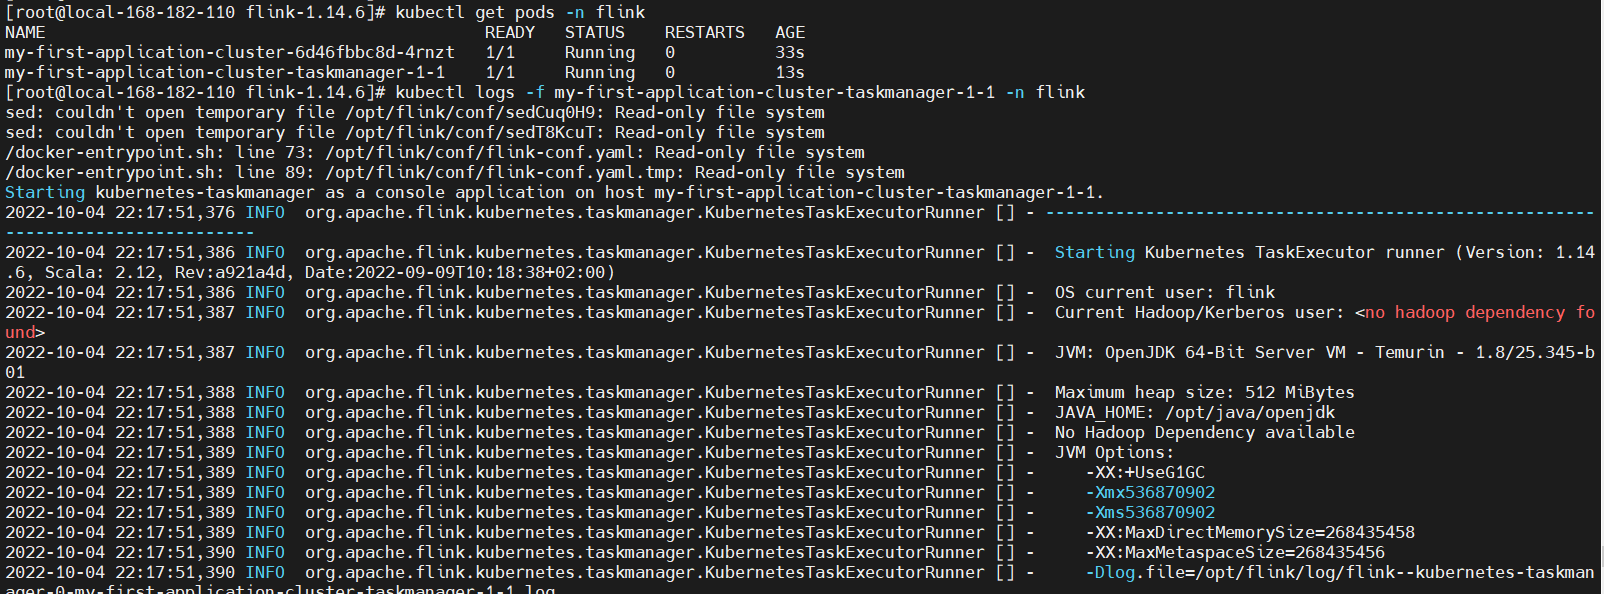 [root@local-168-182-110 flink-1.14.6]# kubectl get pods -n flink
NAME                                            READY   STATUS    RESTARTS   AGE
my-first-application-cluster-6d46fbbc8d-4rnzt   1/1     Running   0          33s
my-first-application-cluster-taskmanager-1-1    1/1     Running   0          13s
[root@local-168-182-110 flink-1.14.6]# kubectl logs -f my-first-application-cluster-taskmanager-1-1 -n flink
sed: couldn't open temporary file /opt/flink/conf/sedCuq0H9: Read-only file system
sed: couldn't open temporary file /opt/flink/conf/sedT8KcuT: Read-only file system
/docker-entrypoint.sh: line 73: /opt/flink/conf/flink-conf.yaml: Read-only file system
/docker-entrypoint.sh: line 89: /opt/flink/conf/flink-conf.yaml.tmp: Read-only file system
Starting kubernetes-taskmanager as a console application on host my-first-application-cluster-taskmanager-1-1.
2022-10-04 22:17:51,376 INFO  org.apache.flink.kubernetes.taskmanager.KubernetesTaskExecutorRunner [] - -------------------------------------------------------
-------------------------
2022-10-04 22:17:51,386 INFO  org.apache.flink.kubernetes.taskmanager.KubernetesTaskExecutorRunner [] -  Starting Kubernetes TaskExecutor runner (Version: 1.14
.6, Scala: 2.12, Rev:a921a4d, Date:2022-09-09T10:18:38+02:00)
2022-10-04 22:17:51,386 INFO  org.apache.flink.kubernetes.taskmanager.KubernetesTaskExecutorRunner [] -  OS current user: flink
2022-10-04 22:17:51,387 INFO  org.apache.flink.kubernetes.taskmanager.KubernetesTaskExecutorRunner [] -  Current Hadoop/Kerberos user: <no hadoop dependency fo
und>
2022-10-04 22:17:51,387 INFO  org.apache.flink.kubernetes.taskmanager.KubernetesTaskExecutorRunner [] -  JVM: OpenJDK 64-Bit Server VM - Temurin - 1.8/25.345-b
01
2022-10-04 22:17:51,388 INFO  org.apache.flink.kubernetes.taskmanager.KubernetesTaskExecutorRunner [] -  Maximum heap size: 512 MiBytes
2022-10-04 22:17:51,388 INFO  org.apache.flink.kubernetes.taskmanager.KubernetesTaskExecutorRunner [] -  JAVA_HOME: /opt/java/openjdk
2022-10-04 22:17:51,388 INFO  org.apache.flink.kubernetes.taskmanager.KubernetesTaskExecutorRunner [] -  No Hadoop Dependency available
2022-10-04 22:17:51,389 INFO  org.apache.flink.kubernetes.taskmanager.KubernetesTaskExecutorRunner [] -  JVM Options:
2022-10-04 22:17:51,389 INFO  org.apache.flink.kubernetes.taskmanager.KubernetesTaskExecutorRunner [] -     -XX:+UseG1GC
2022-10-04 22:17:51,389 INFO  org.apache.flink.kubernetes.taskmanager.KubernetesTaskExecutorRunner [] -     -Xmx536870902
2022-10-04 22:17:51,389 INFO  org.apache.flink.kubernetes.taskmanager.KubernetesTaskExecutorRunner [] -     -Xms536870902
2022-10-04 22:17:51,389 INFO  org.apache.flink.kubernetes.taskmanager.KubernetesTaskExecutorRunner [] -     -XX:MaxDirectMemorySize=268435458
2022-10-04 22:17:51,390 INFO  org.apache.flink.kubernetes.taskmanager.KubernetesTaskExecutorRunner [] -     -XX:MaxMetaspaceSize=268435456
2022-10-04 22:17:51,390 INFO  org.apache.flink.kubernetes.taskmanager.KubernetesTaskExecutorRunner [] -     -Dlog.file=/opt/flink/log/flink--kubernetes-taskman
ager-0-my-first-application-cluster-taskmanager-1-1.log